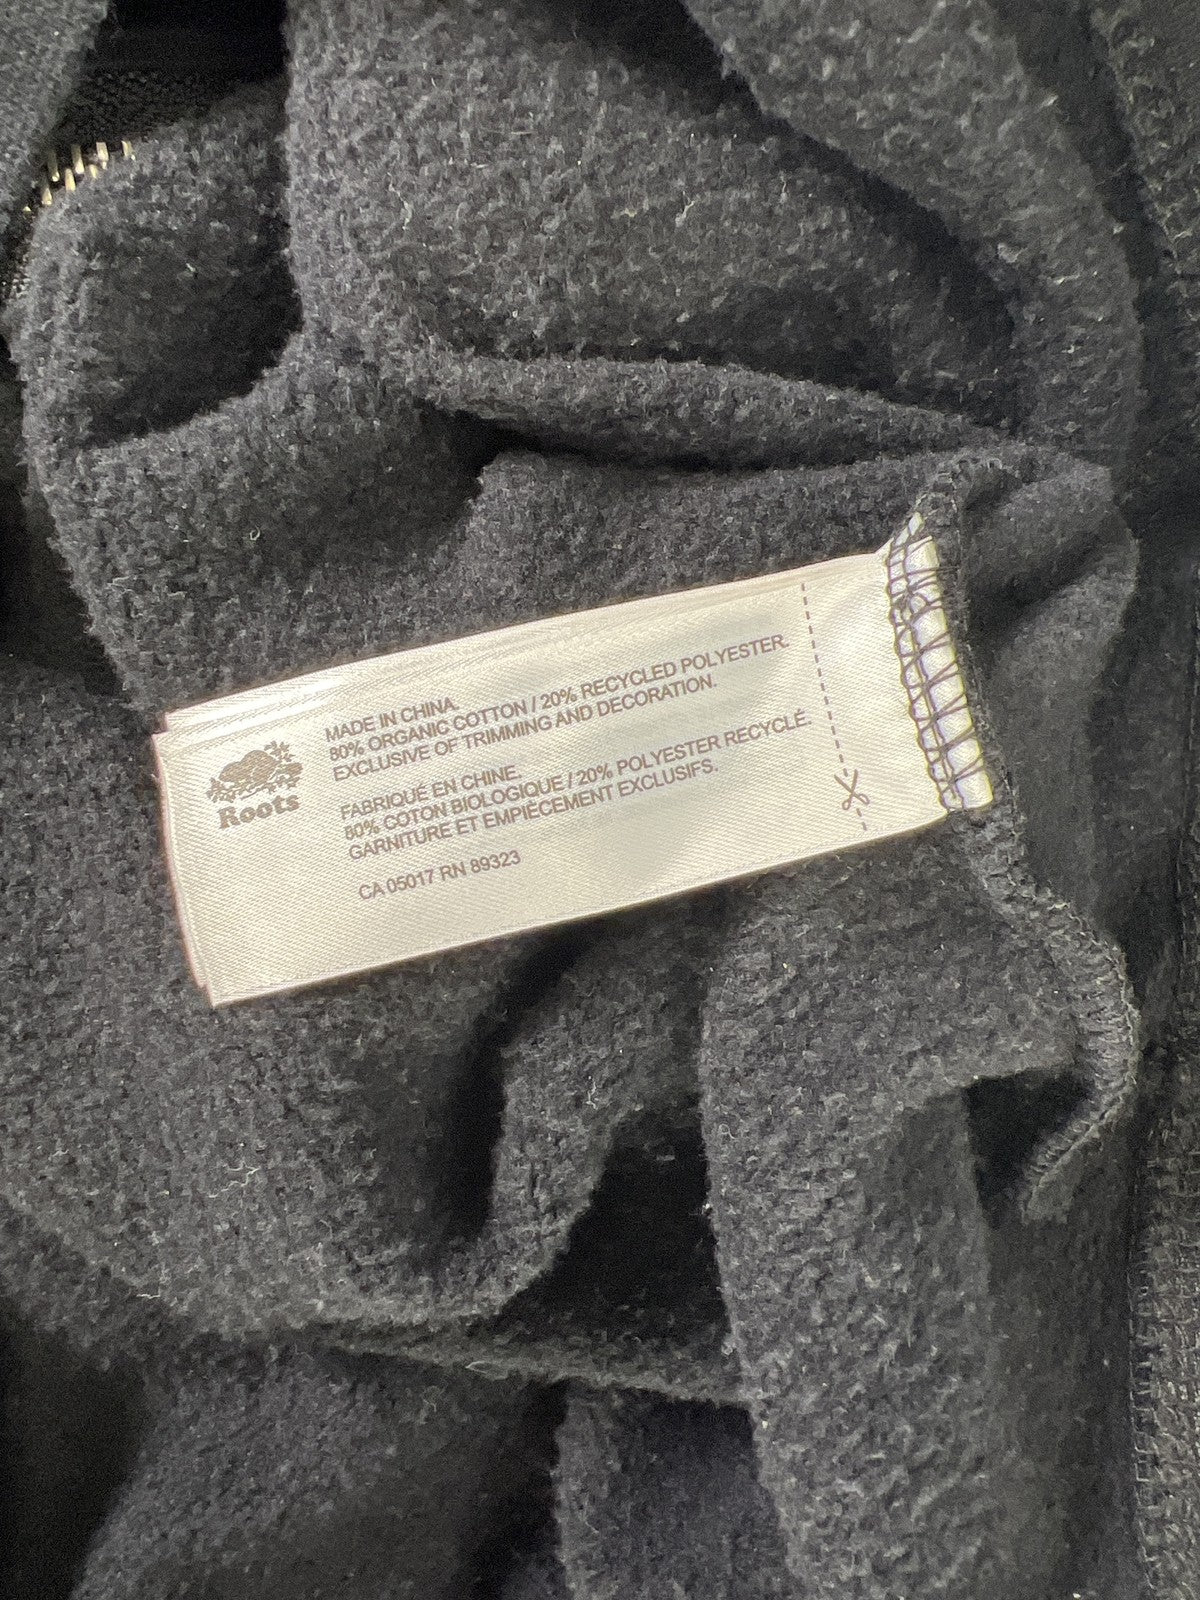 Roots
MADE IN CHINA.
80% ORGANIC COTTON / 20% RECYCLED POLYESTER.
EXCLUSIVE OF TRIMMING AND DECORATION.
FABRIQUÉ EN CHINE.
80% COTON BIOLOGIQUE / 20% POLYESTER RECYCLÉ.
GARNITURE ET EMPIÈCEMENT EXCLUSIFS.
CA 05017 RN 89323